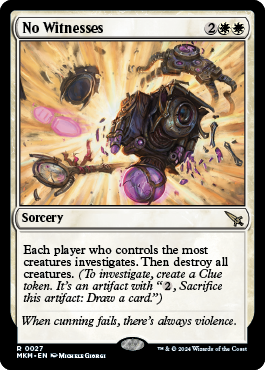 No Witnesses 2
Sorcery
Each player who controls the most
creatures investigates. Then destroy all
creatures. (To investigate, create a Clue
token. It's an artifact with “2, Sacrifice
this artifact: Draw a card.”)
When cunning fails, there's always violence.
R 0027
MKM • EN Michele Giorgi ™ & © 2024 Wizards of the Coast